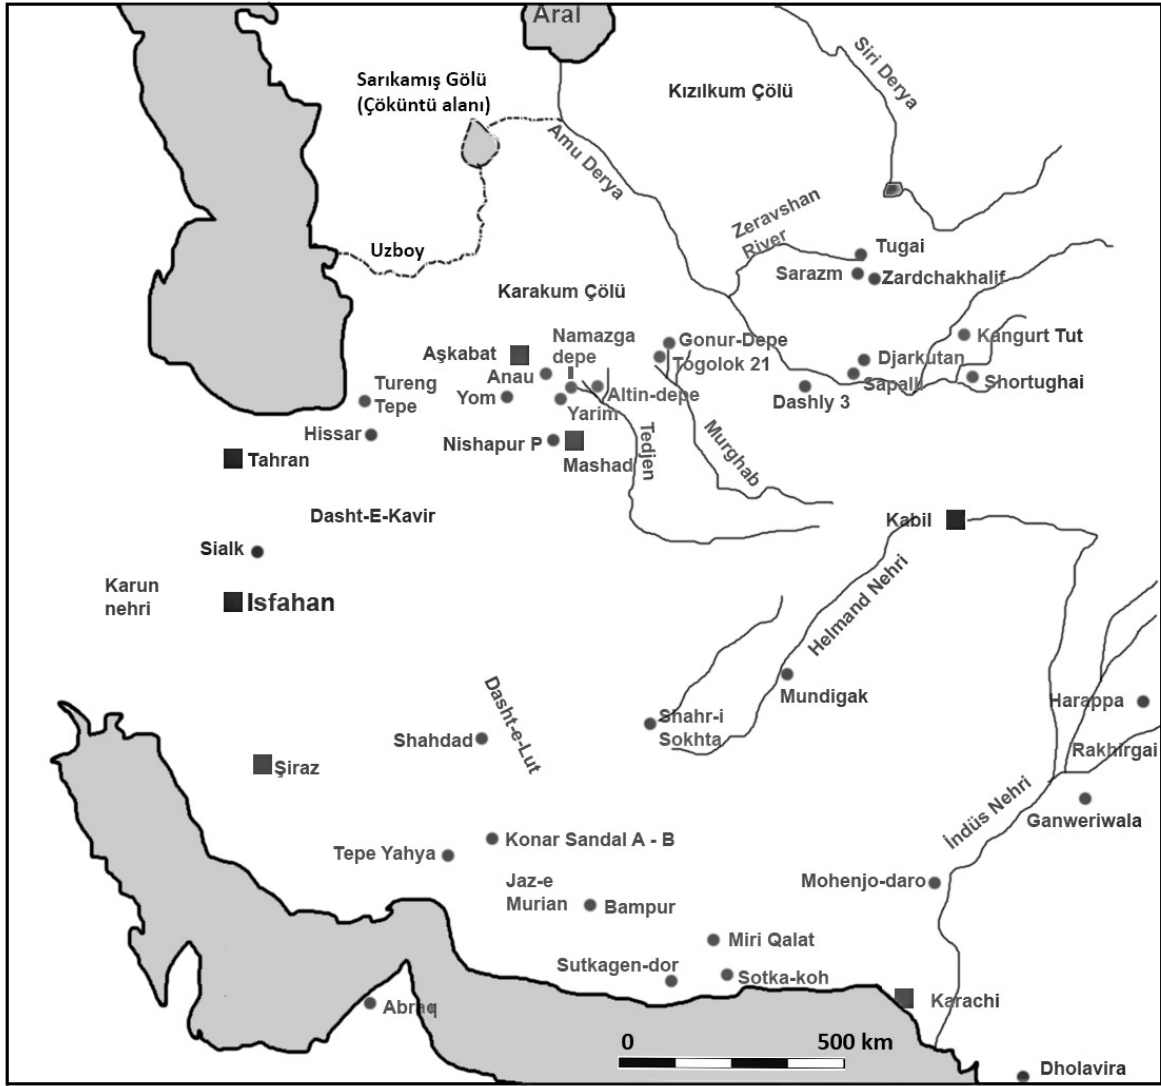 Aral
Sarıkamış Gölü
(Çöküntü alanı)
Kızılkum Çölü
Siri Derya
Amu Derya
Zeravshan
River
Tugai
Uzboy
Sarazm
Zardchakhalif
Karakum Çölü
Namazga
depe
Gonur-Depe
Togolok 21
Kangurt Tut
Aşkabat
Anau
Djarkutan
Sapalli
Shortughai
Tureng
Tepe
Yom
Yarim
Altin-depe
Dashly 3
Hissar
Nishapur P
Mashad
Tedjen
Murghab
Tahran
Dasht-E-Kavir
Kabil
Sialk
Karun
nehri
Isfahan
Helmand Nehri
Mundigak
Harappa
Shahdad
Dasht-e-Lut
Shahr-i
Sokhta
Rakhirgai
Şiraz
Ganweriwala
İndüs Nehri
Konar Sandal A - B
Tepe Yahya
Jaz-e
Murian
Bampur
Mohenjo-daro
Miri Qalat
Sutkagen-dor
Sotka-koh
Abraq
Karachi
0 500 km
Dholavira